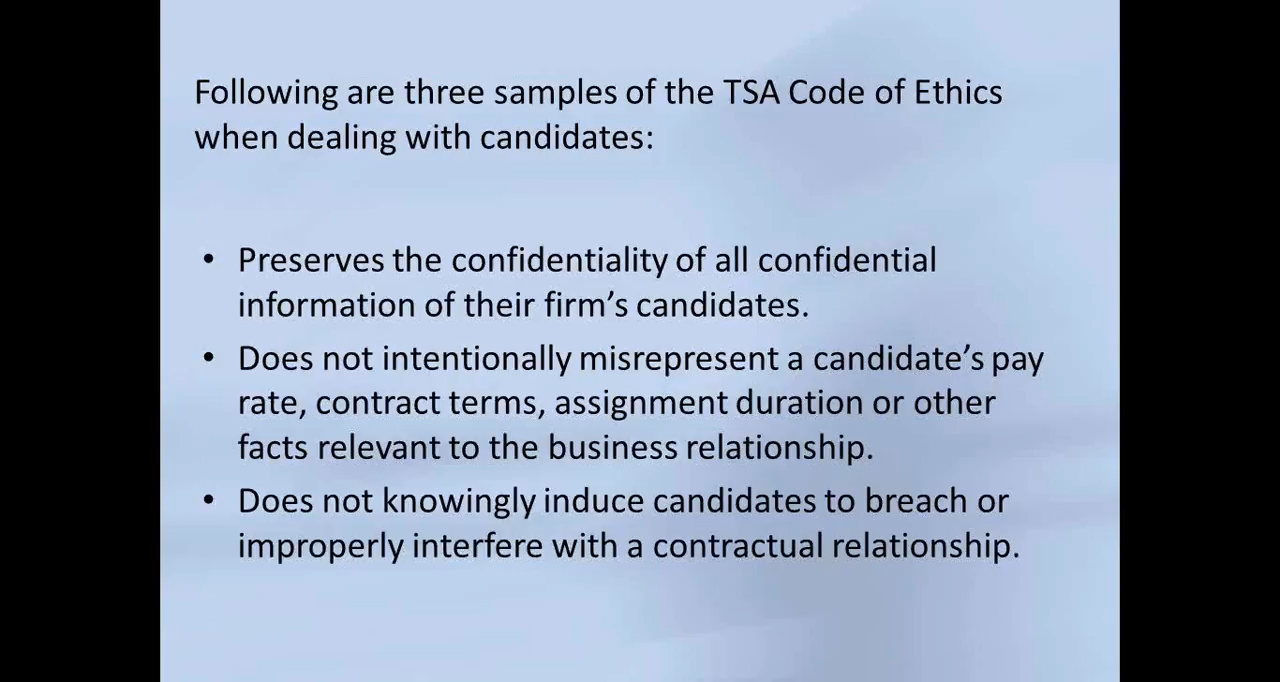 Following are three samples of the TSA Code of Ethics
when dealing with candidates:
• Preserves the confidentiality of all confidential
information of their firm’s candidates.
• Does not intentionally misrepresent a candidate’s pay
rate, contract terms, assignment duration or other
facts relevant to the business relationship.
• Does not knowingly induce candidates to breach or
improperly interfere with a contractual relationship.